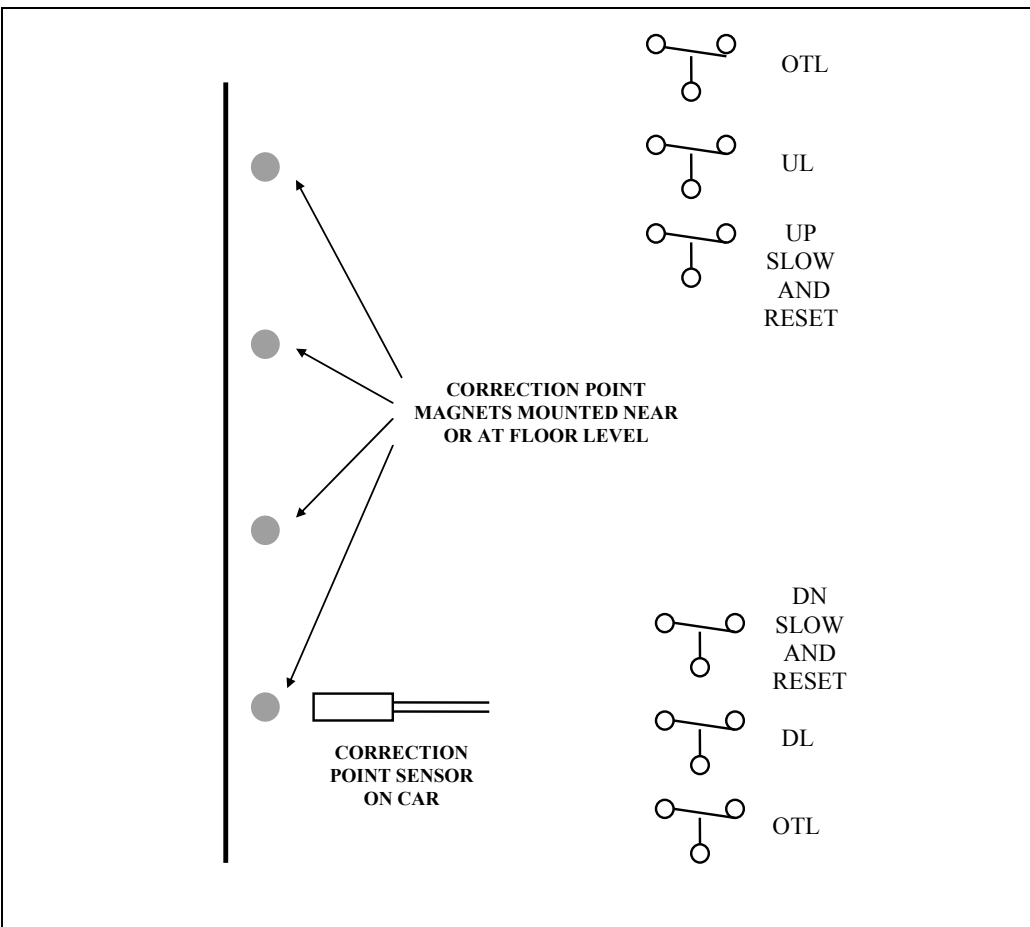 OTL
UL
UP
SLOW
AND
RESET
CORRECTION POINT
MAGNETS MOUNTED NEAR
OR AT FLOOR LEVEL
DN
SLOW
AND
RESET
DL
CORRECTION
POINT SENSOR
ON CAR
OTL